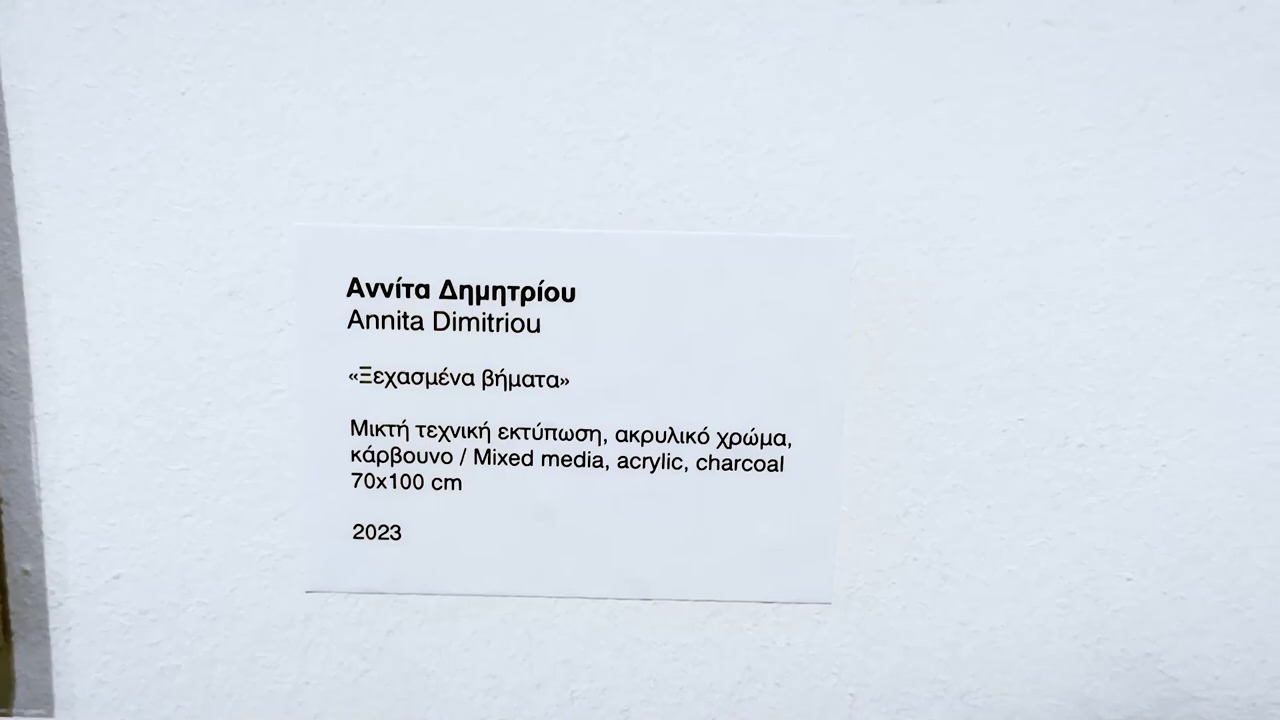 Αννίτα Δημητρίου
Annita Dimitriou
«Ξεχασμένα βήματα»
Μικτή τεχνική εκτύπωση, ακρυλικό χρώμα,
κάρβουνο / Mixed media, acrylic, charcoal
70x100 cm
2023